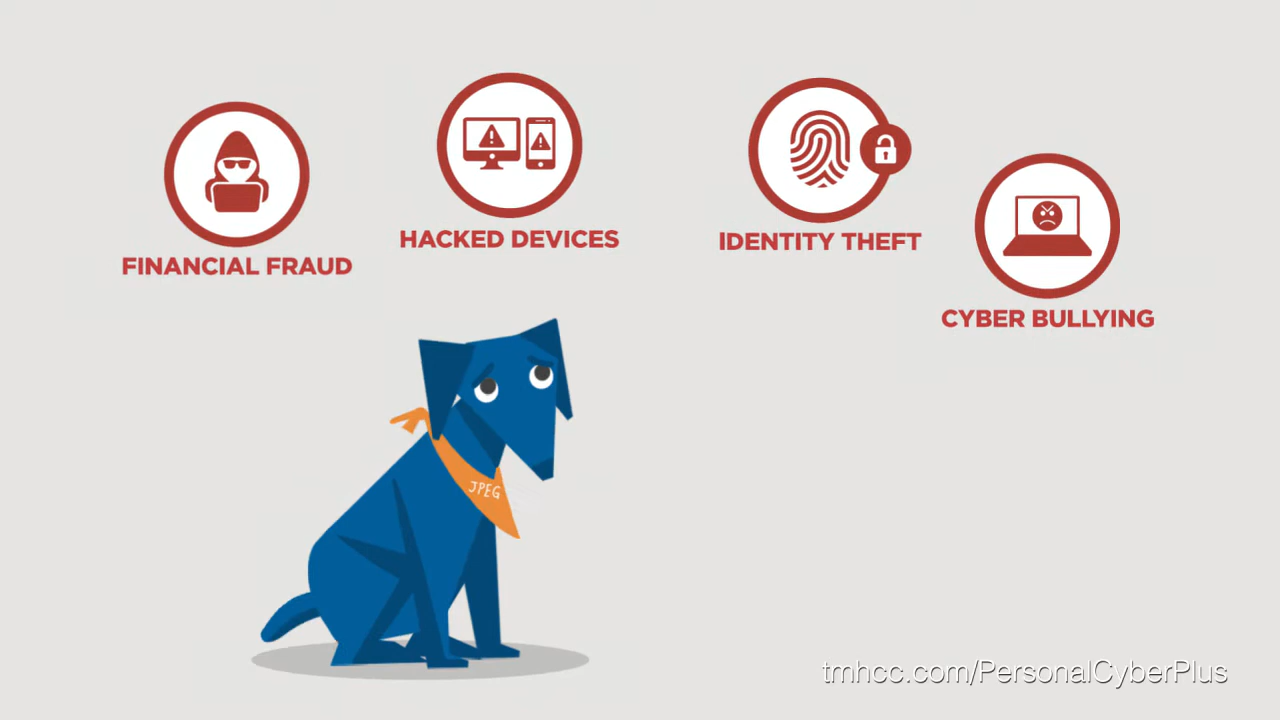 FINANCIAL FRAUD
HACKED DEVICES
IDENTITY THEFT
CYBER BULLYING
JPEG
tmhcc.com/PersonalCyberPlus